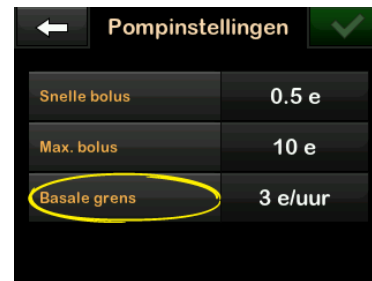 Pompinstellingen
Snelle bolus 0.5 e
Max. bolus 10 e
Basale grens 3 e/uur